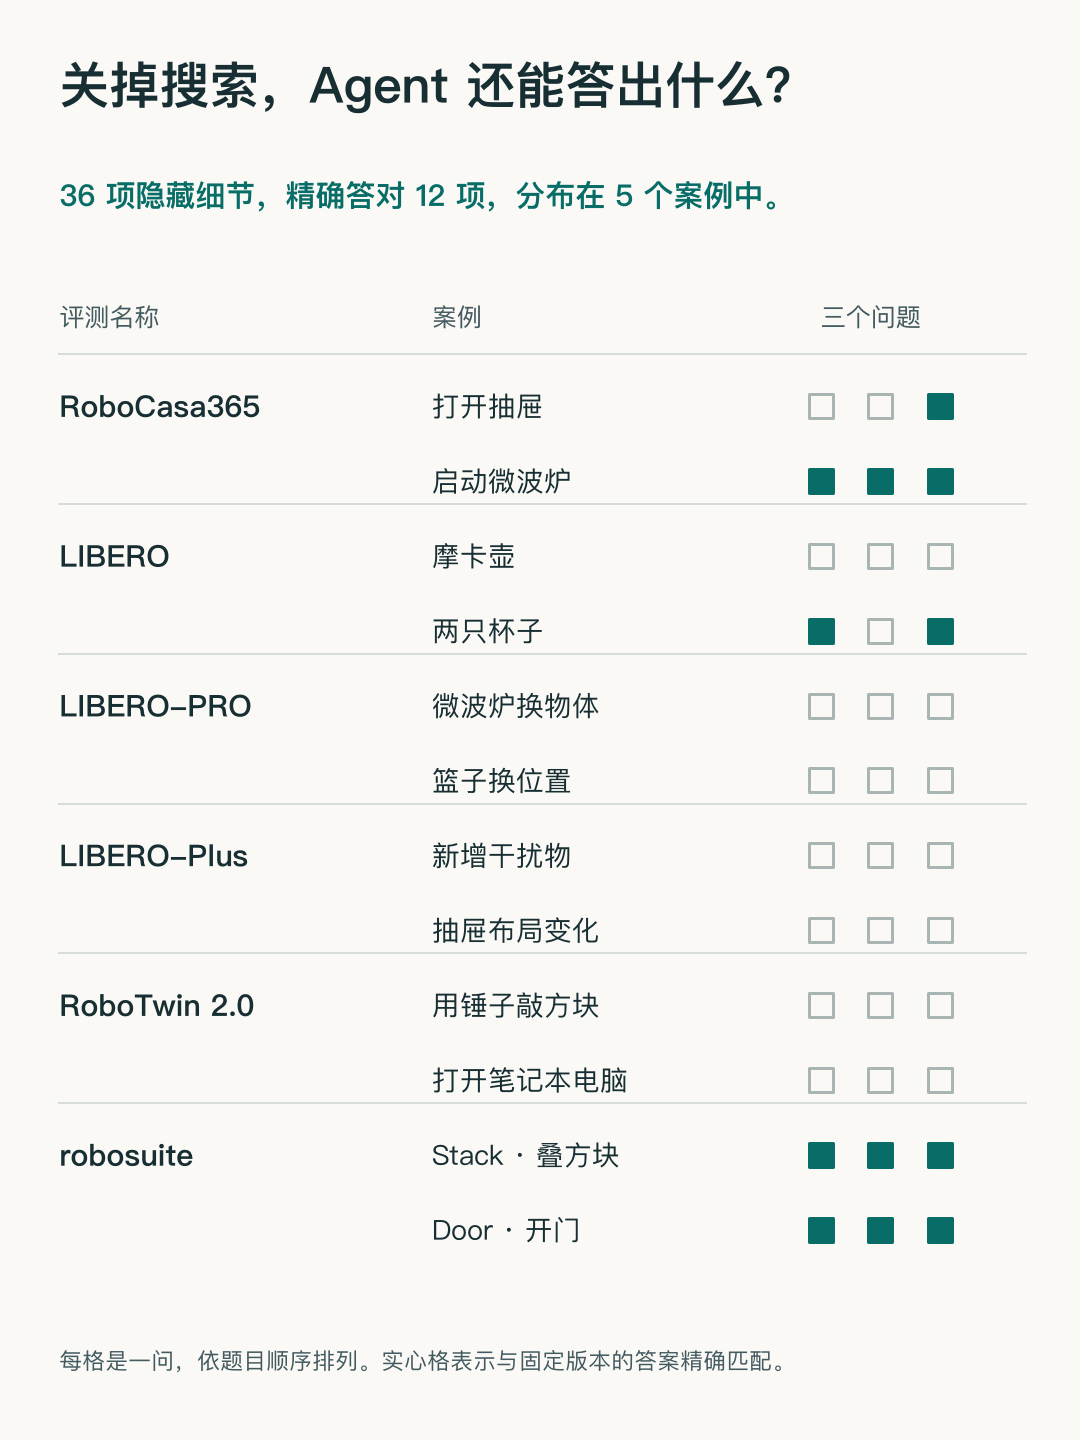 关掉搜索，Agent 还能答出什么？
36 项隐藏细节，精确答对 12 项，分布在 5 个案例中。
评测名称 案例 三个问题
RoboCasa365 打开抽屉
启动微波炉
LIBERO 摩卡壶
两只杯子
LIBERO-PRO 微波炉换物体
篮子换位置
LIBERO-Plus 新增干扰物
抽屉布局变化
RoboTwin 2.0 用锤子敲方块
打开笔记本电脑
robosuite Stack · 叠方块
Door · 开门
每格是一问，依题目顺序排列。实心格表示与固定版本的答案精确匹配。